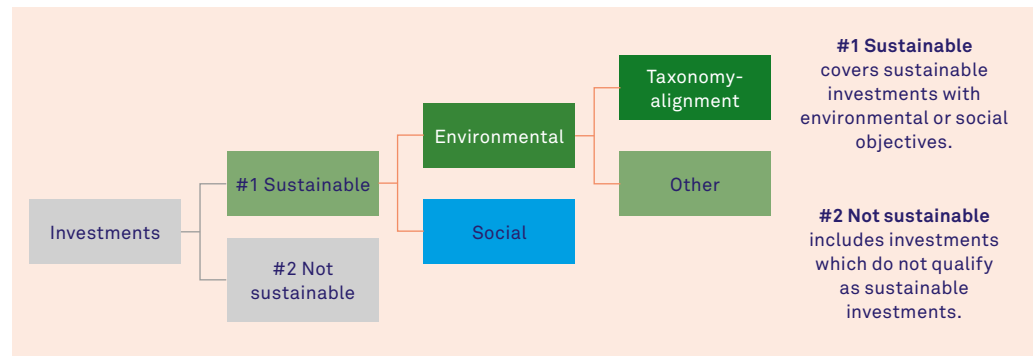 Investments
#1 Sustainable
#2 Not
sustainable
Environmental
Social
Taxonomy-
alignment
Other
#1 Sustainable
covers sustainable
investments with
environmental or social
objectives.
#2 Not sustainable
includes investments
which do not qualify
as sustainable
investments.